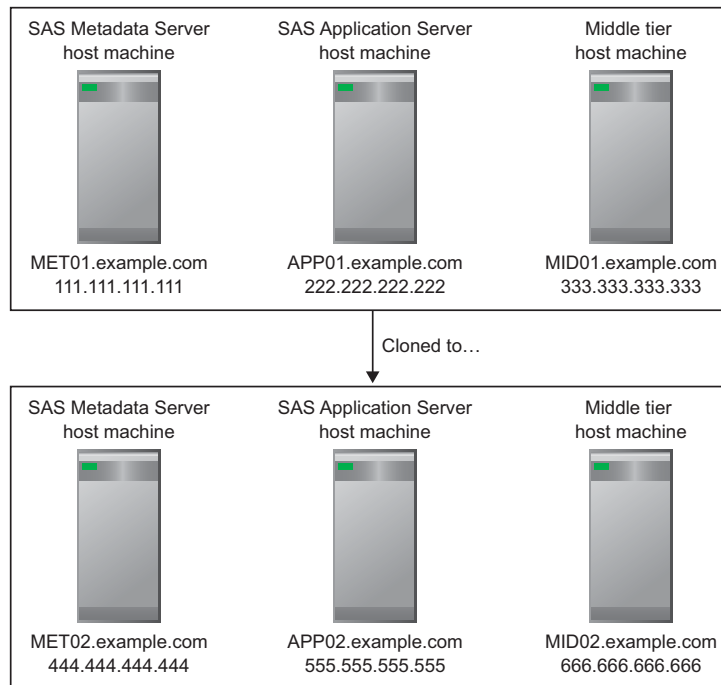 SAS Metadata Server
host machine
SAS Application Server
host machine
Middle tier
host machine
MET01.example.com
111.111.111.111
APP01.example.com
222.222.222.222
MID01.example.com
333.333.333.333
Cloned to…
SAS Metadata Server
host machine
SAS Application Server
host machine
Middle tier
host machine
MET02.example.com
444.444.444.444
APP02.example.com
555.555.555.555
MID02.example.com
666.666.666.666